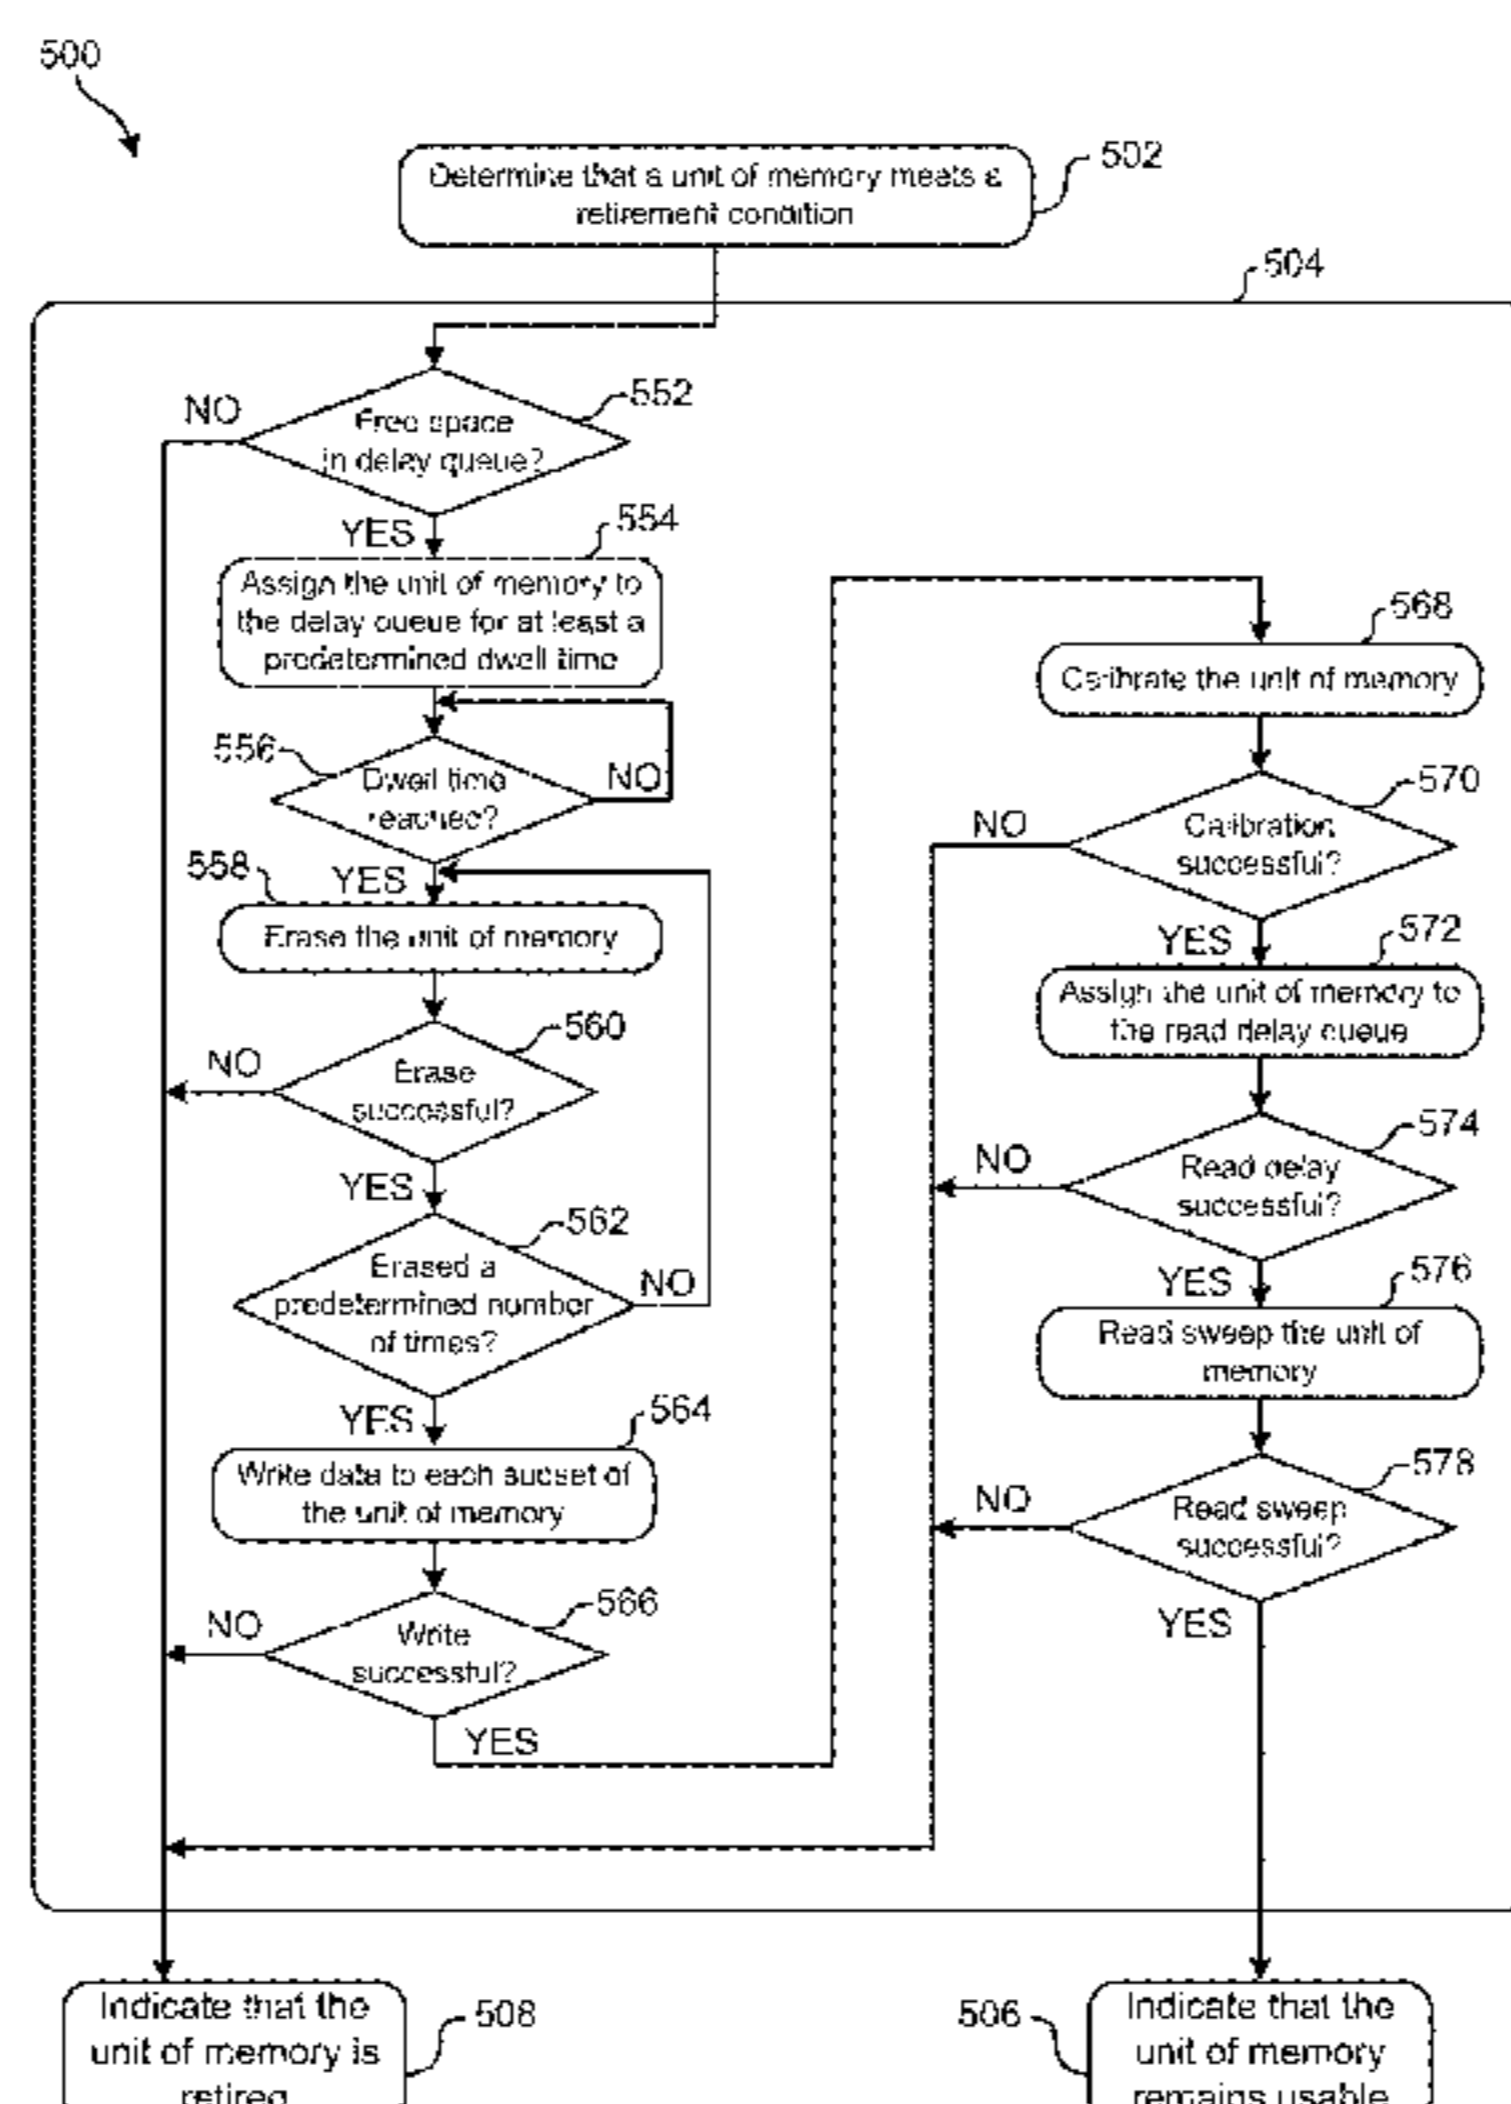 500
Determine that a unit of memory meets a
retirement condition
502
504
Free space
in delay queue?
552
NO
YES
554
Assign the unit of memory to
the delay queue for at least a
predetermined dwell time
556
Dwell time
reached?
NO
YES
558
Erase the unit of memory
560
Erase
successful?
NO
YES
562
Erased a
predetermined number
of times?
NO
YES
564
Write data to each subset of
the unit of memory
566
Write
successful?
NO
YES
568
Calibrate the unit of memory
570
Calibration
successful?
NO
YES
572
Assign the unit of memory to
the read delay queue
574
Read delay
successful?
NO
YES
576
Read sweep the unit of
memory
578
Read sweep
successful?
NO
YES
Indicate that the
unit of memory is
retired
508
506
Indicate that the
unit of memory
remains usable